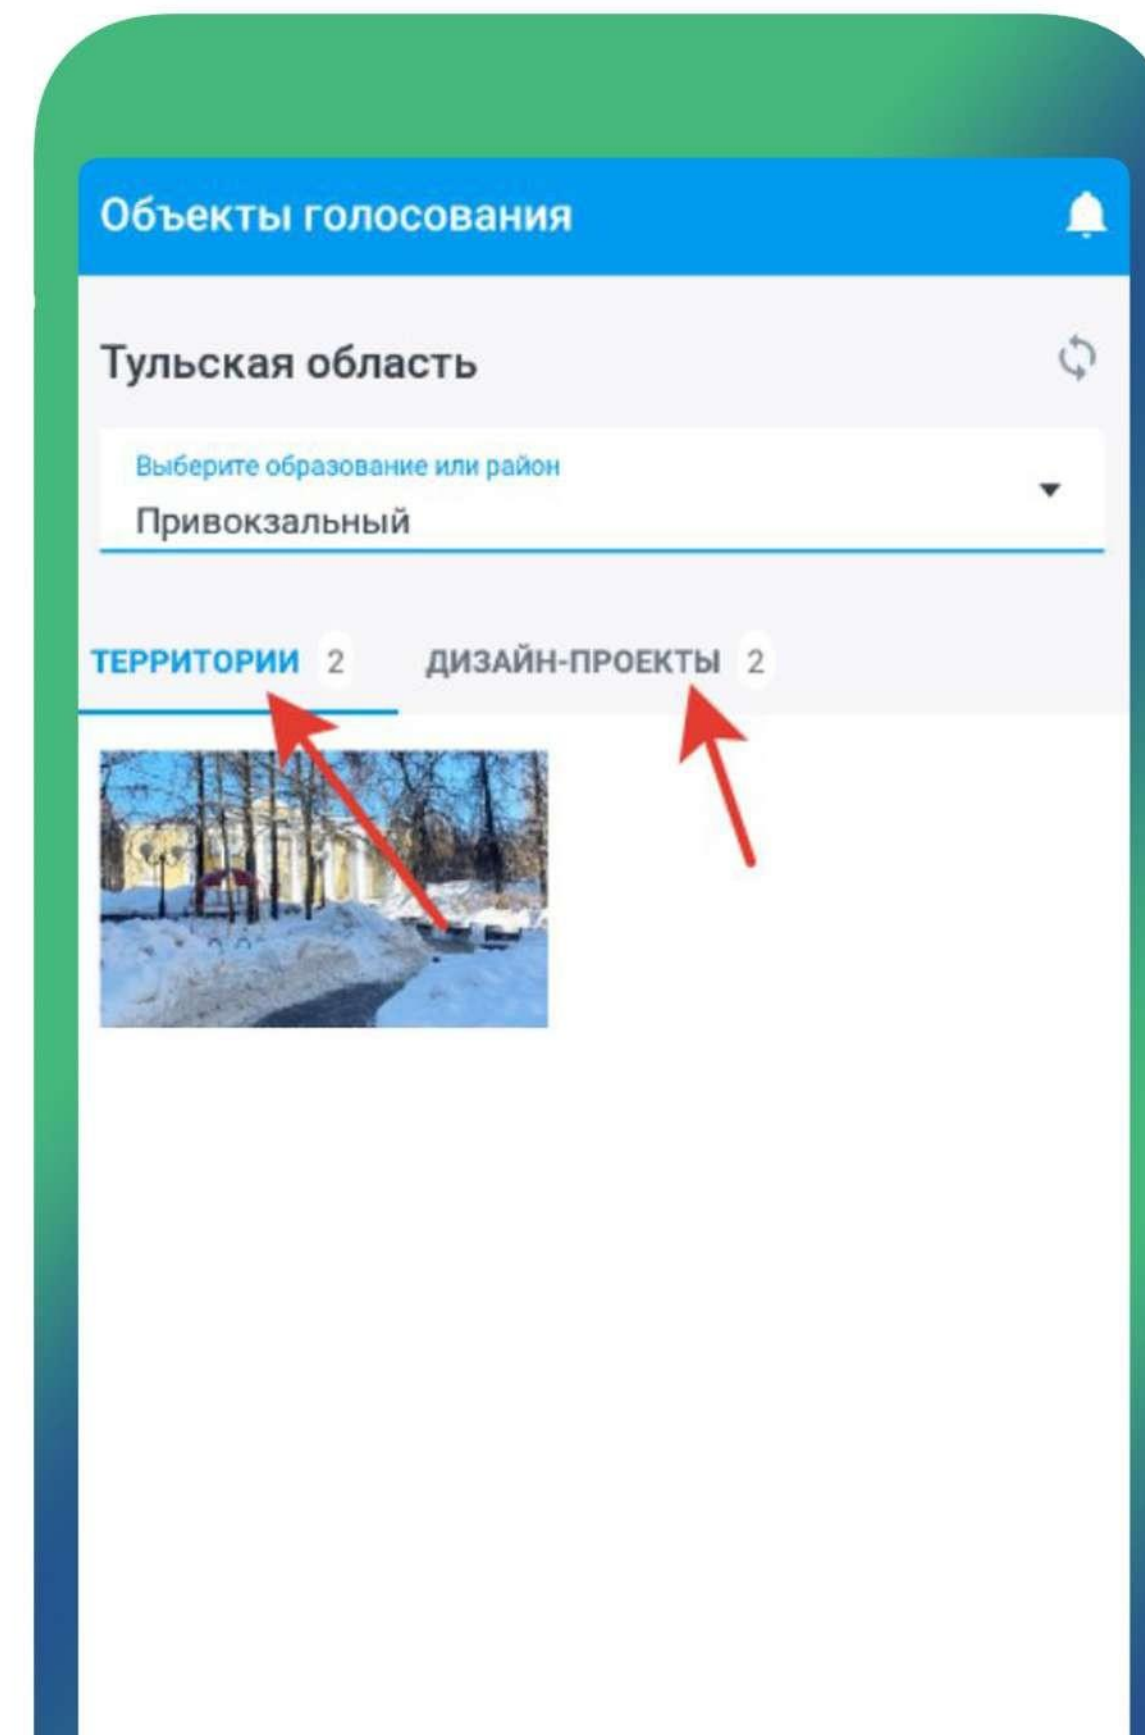 Объекты голосования
Тульская область
Выберите образование или район
Привокзальный
ТЕРРИТОРИИ 2 ДИЗАЙН-ПРОЕКТЫ 2